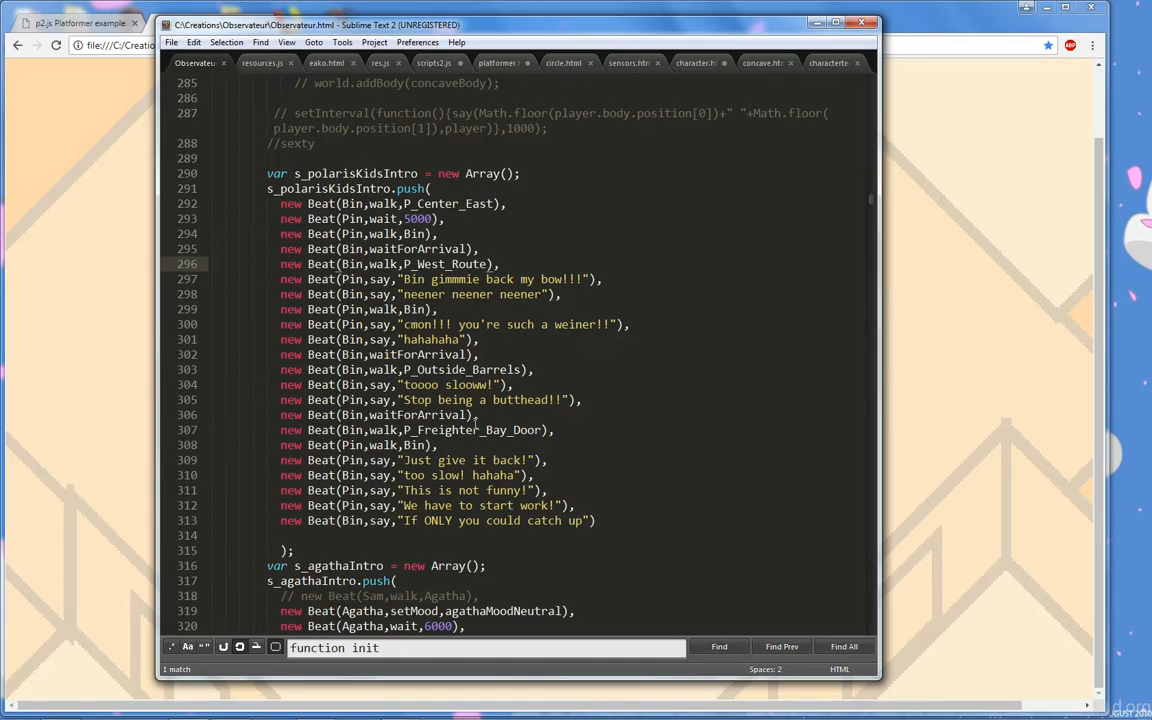 p2.js Platformer example ×
file:///C:/Creatio
C:\Creations\Observateur\Observateur.html - Sublime Text 2 (UNREGISTERED)
File Edit Selection Find View Goto Tools Project Preferences Help
Observateur × resources.js × eako.html × res.js × scripts2.js platformer.l circle.html × sensors.htm × character.ht concave.htm × characterte ×
285 // world.addBody(concaveBody);
286
287 // setInterval(function(){say(Math.floor(player.body.position[0])+" "+Math.floor(
player.body.position[1]),player)},1000);
288 //sexty
289
290 var s_polarisKidsIntro = new Array();
291 s_polarisKidsIntro.push(
292 new Beat(Bin,walk,P_Center_East),
293 new Beat(Pin,wait,5000),
294 new Beat(Pin,walk,Bin),
295 new Beat(Bin,waitForArrival),
296 new Beat(Bin,walk,P_West_Route),
297 new Beat(Pin,say,"Bin gimmmie back my bow!!!"),
298 new Beat(Bin,say,"neener neener neener"),
299 new Beat(Pin,walk,Bin),
300 new Beat(Pin,say,"cmon!!! you're such a weiner!!"),
301 new Beat(Bin,say,"hahahaha"),
302 new Beat(Bin,waitForArrival),
303 new Beat(Bin,walk,P_Outside_Barrels),
304 new Beat(Bin,say,"toooo slooww!"),
305 new Beat(Pin,say,"Stop being a butthead!!"),
306 new Beat(Bin,waitForArrival),
307 new Beat(Bin,walk,P_Freighter_Bay_Door),
308 new Beat(Pin,walk,Bin),
309 new Beat(Pin,say,"Just give it back!"),
310 new Beat(Bin,say,"too slow! hahaha"),
311 new Beat(Pin,say,"This is not funny!"),
312 new Beat(Pin,say,"We have to start work!"),
313 new Beat(Bin,say,"If ONLY you could catch up")
314
315 );
316 var s_agathaIntro = new Array();
317 s_agathaIntro.push(
318 // new Beat(Sam,walk,Agatha),
319 new Beat(Agatha,setMood,agathaMoodNeutral),
320 new Beat(Agatha,wait,6000),
.* Aa “” function init Find Find Prev Find All
1 match Spaces: 2 HTML
ABP